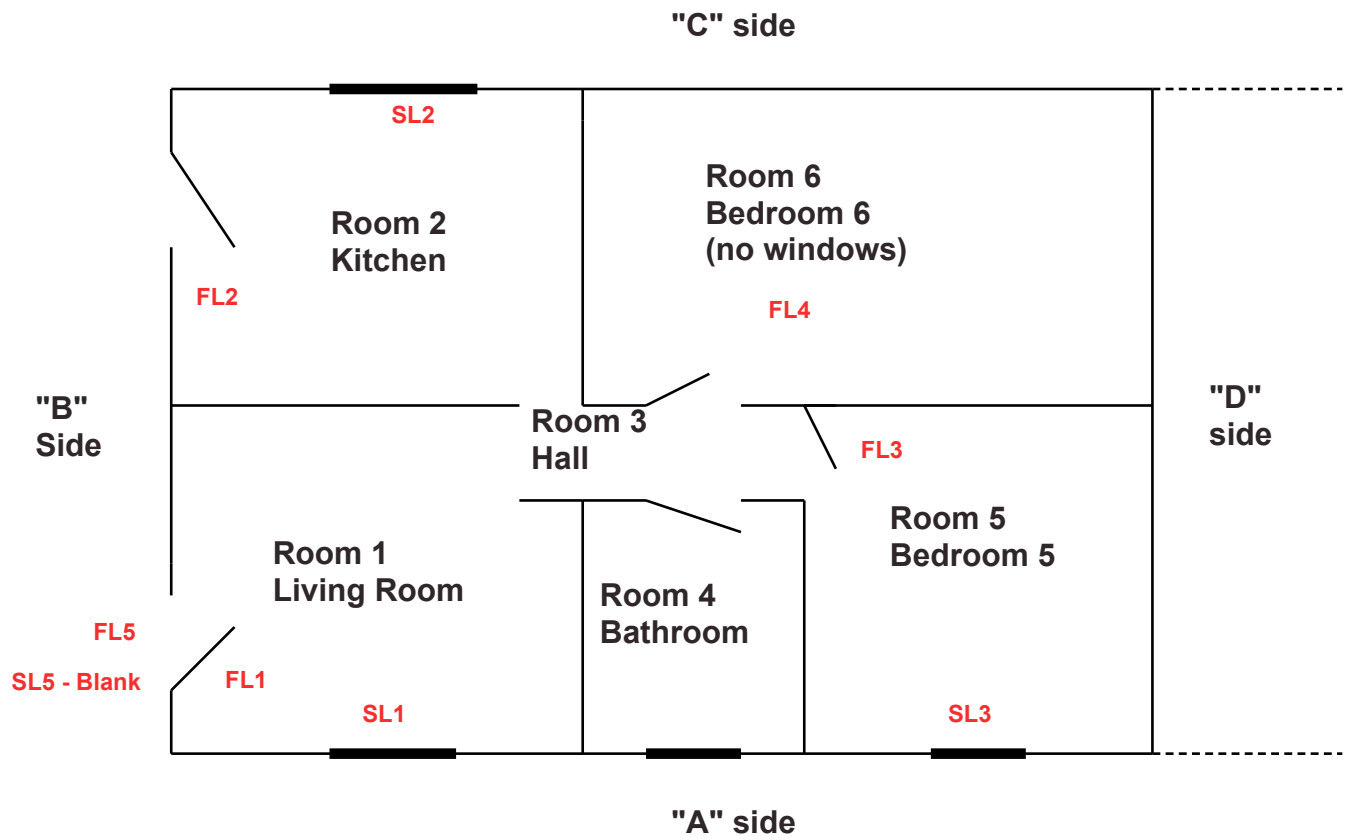 "C" side
SL2
Room 6
Bedroom 6
(no windows)
Room 2
Kitchen
FL2
FL4
"B"
Side
"D"
side
Room 3
Hall
FL3
Room 5
Bedroom 5
Room 1
Living Room
Room 4
Bathroom
FL5
SL5 - Blank
FL1
SL1
SL3
"A" side